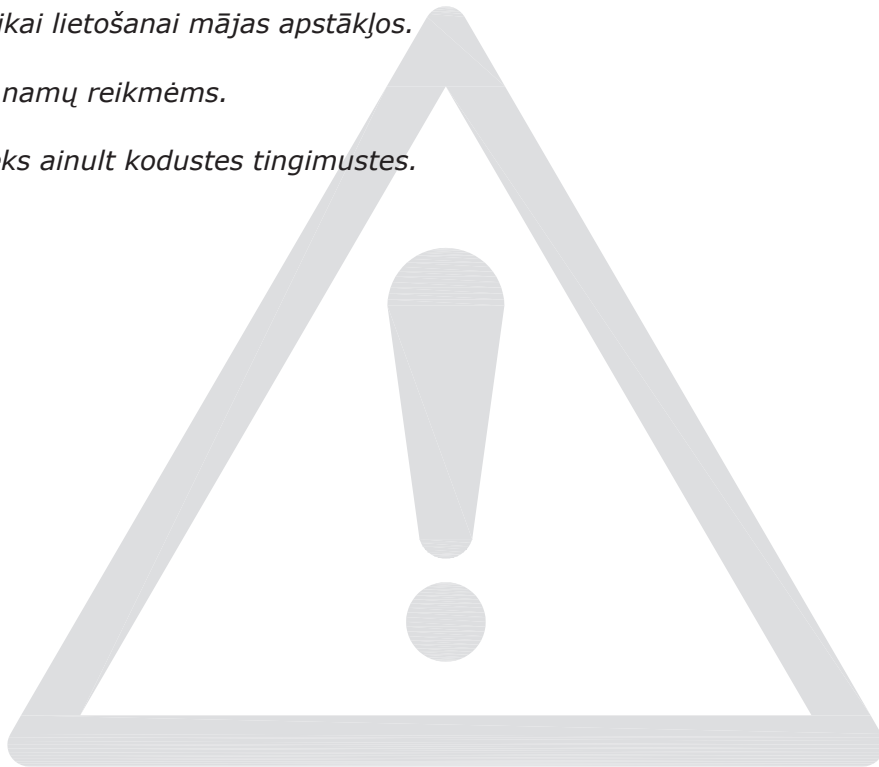 ikai lietošanai mājas apstākļos.
namų reikmėms.
ks ainult kodustes tingimustes.